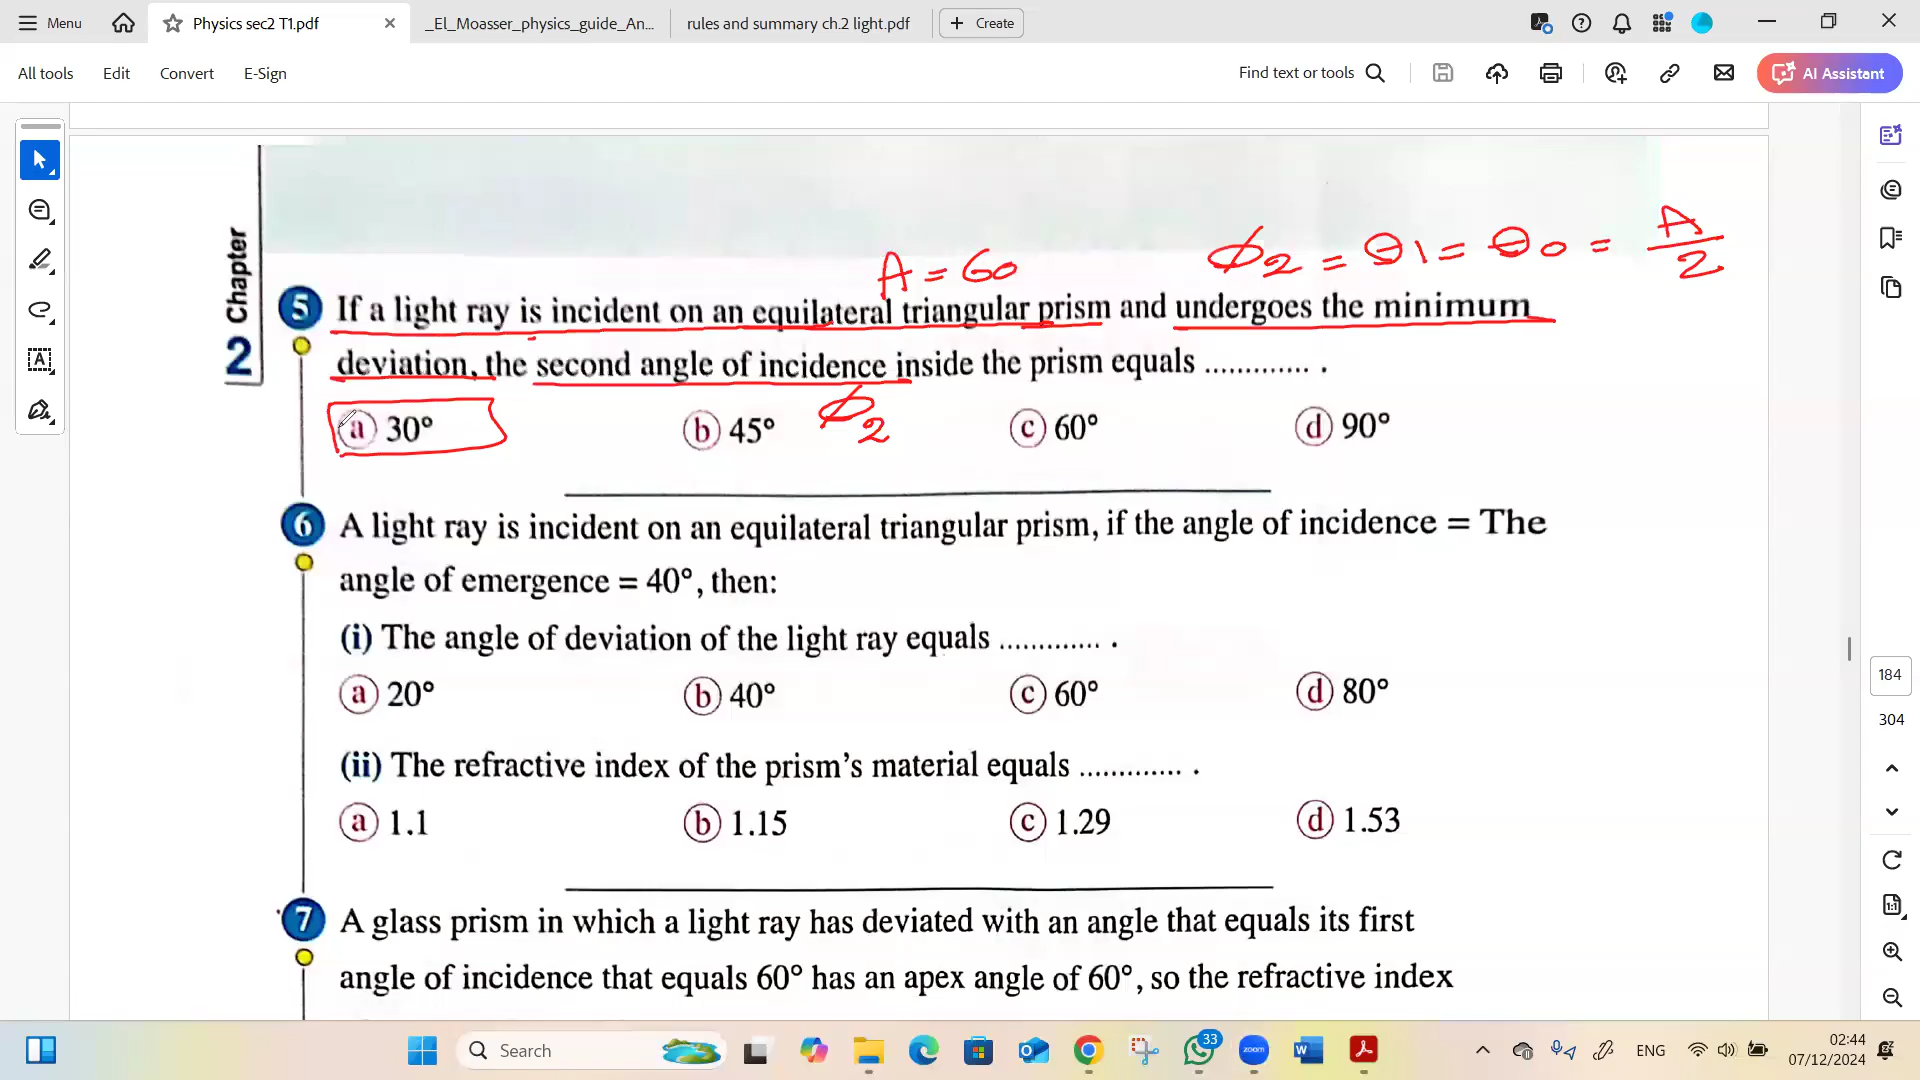 Menu
Physics sec2 T1.pdf
_El_Moasser_physics_guide_An...
rules and summary ch.2 light.pdf
Create
All tools
Edit
Convert
E-Sign
Find text or tools
AI Assistant
2 Chapter
A = 60
ϕ2 = θ1 = θ0 = A/2
5 If a light ray is incident on an equilateral triangular prism and undergoes the minimum
deviation, the second angle of incidence inside the prism equals ............. .
ϕ2
a 30° b 45° c 60° d 90°
6 A light ray is incident on an equilateral triangular prism, if the angle of incidence = The
angle of emergence = 40°, then:
(i) The angle of deviation of the light ray equals ............. .
a 20° b 40° c 60° d 80°
(ii) The refractive index of the prism's material equals ............. .
a 1.1 b 1.15 c 1.29 d 1.53
7 A glass prism in which a light ray has deviated with an angle that equals its first
angle of incidence that equals 60° has an apex angle of 60°, so the refractive index
184
304
1:1
Search
33
zoom
W
ENG
02:44
07/12/2024